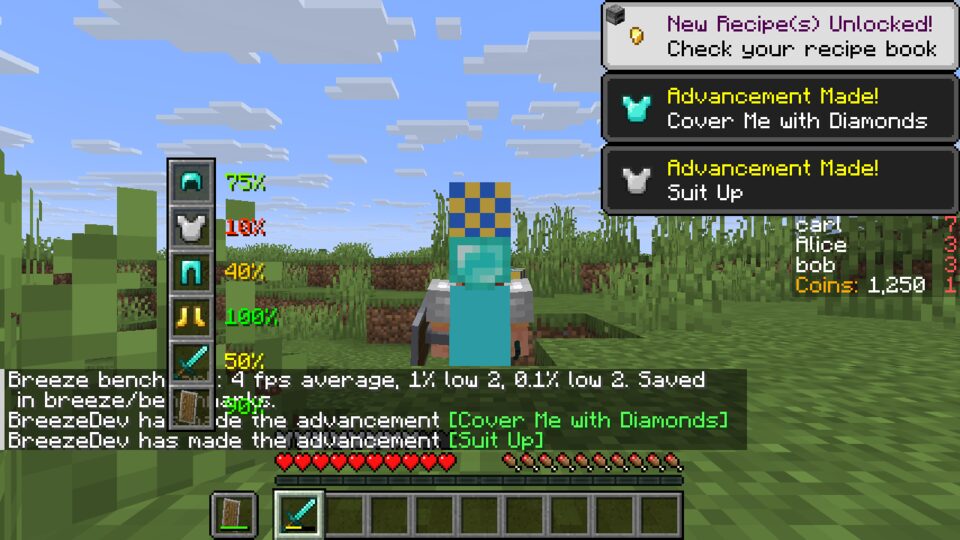 New Recipe(s) Unlocked!
Check your recipe book
Advancement Made!
Cover Me with Diamonds
Advancement Made!
Suit Up
75%
10%
40%
100%
50%
90%
carl 7
Alice 3
bob 3
Coins: 1,250 1
Breeze bench : 4 fps average, 1% low 2, 0.1% low 2. Saved
in breeze/be marks.
BreezeDev ha made the advancement [Cover Me with Diamonds]
BreezeDev has made the advancement [Suit Up]